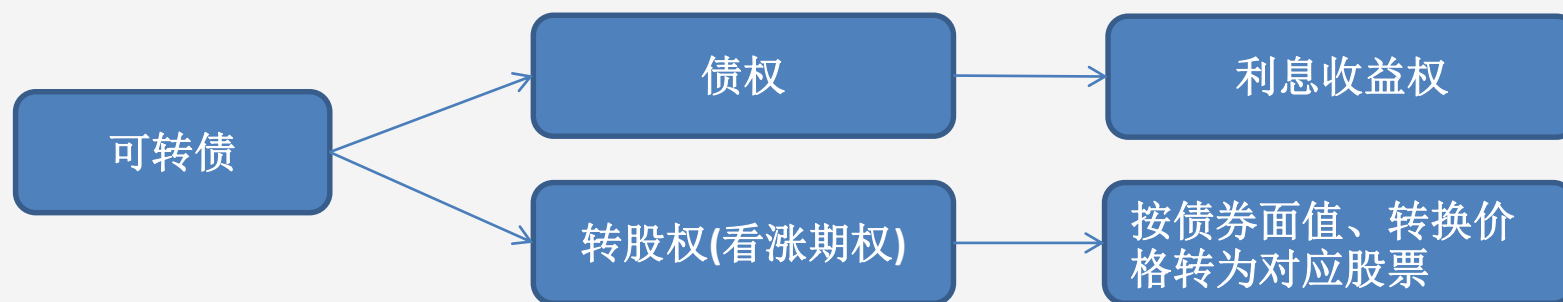 可转债
债权
利息收益权
转股权(看涨期权)
按债券面值、转换价
格转为对应股票